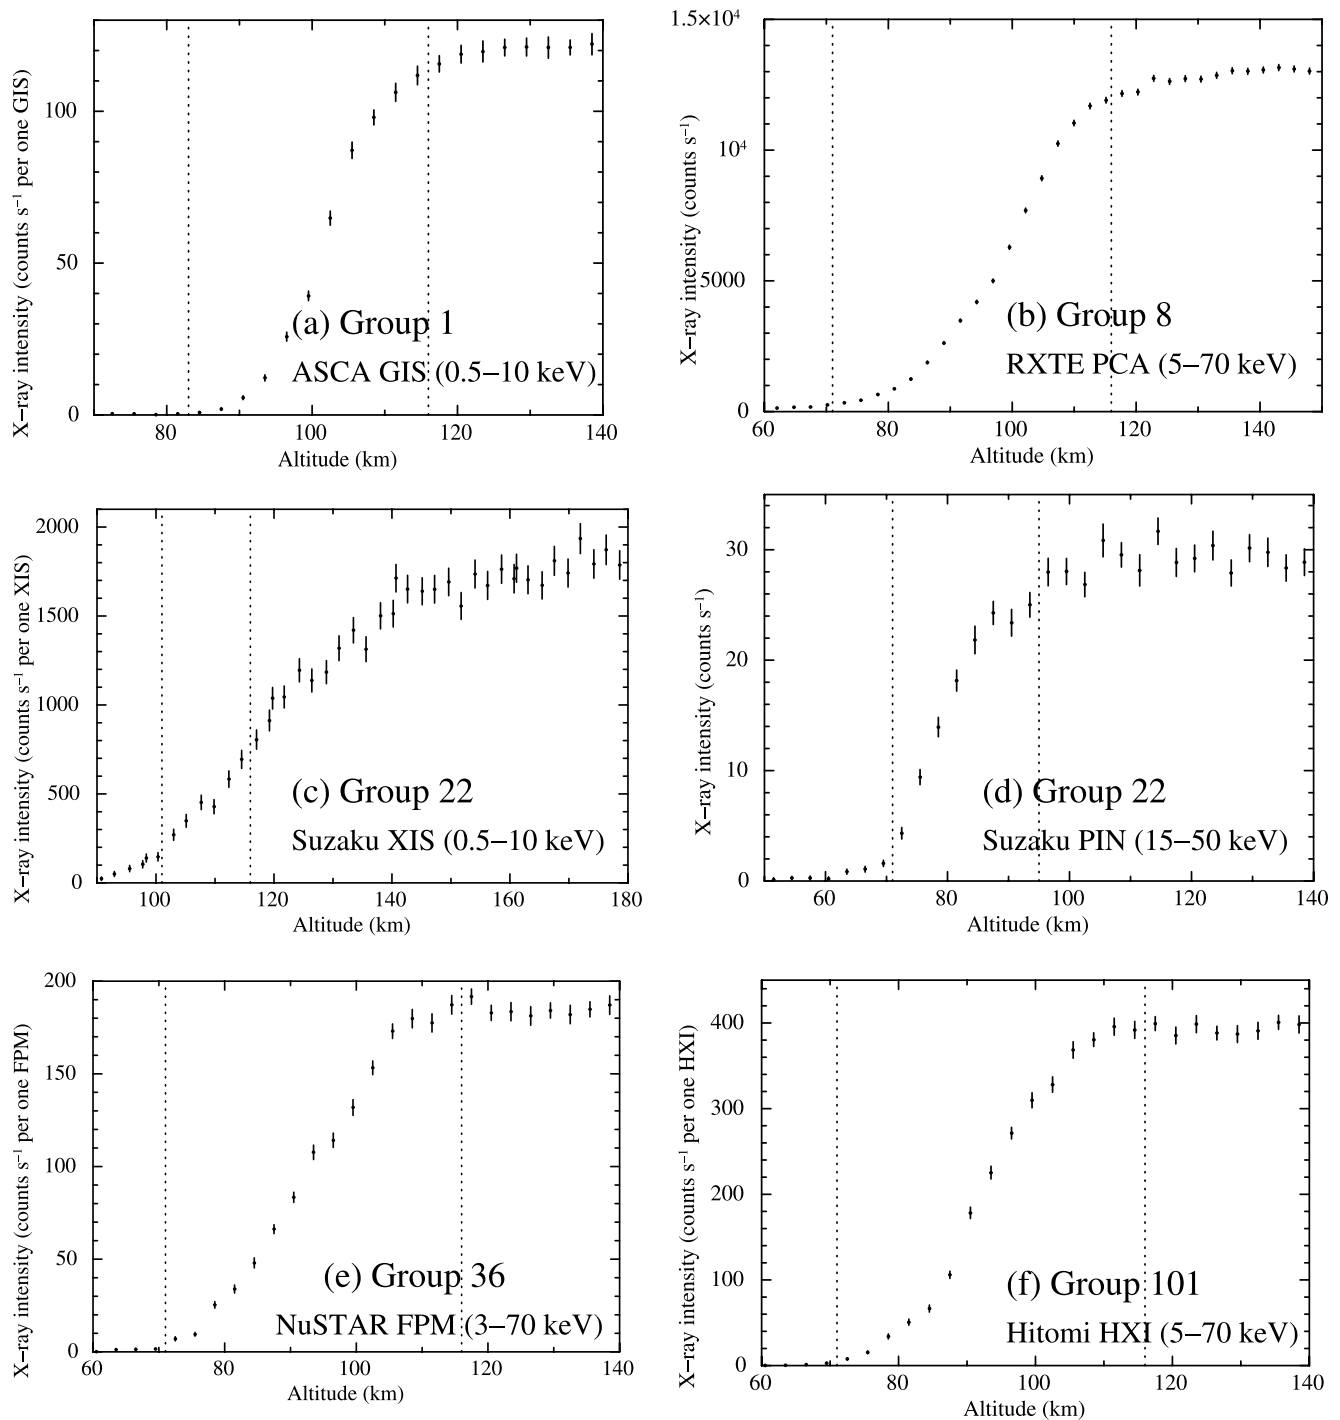 X−ray intensity (counts s⁻¹ per one GIS)
100
50
0
(a) Group 1
ASCA GIS (0.5−10 keV)
80 100 120 140
Altitude (km)
X−ray intensity (counts s⁻¹)
1.5×10⁴
10⁴
5000
0
(b) Group 8
RXTE PCA (5−70 keV)
60 80 100 120 140
Altitude (km)
X−ray intensity (counts s⁻¹ per one XIS)
2000
1500
1000
500
0
(c) Group 22
Suzaku XIS (0.5−10 keV)
100 120 140 160 180
Altitude (km)
X−ray intensity (counts s⁻¹)
30
20
10
0
(d) Group 22
Suzaku PIN (15−50 keV)
60 80 100 120 140
Altitude (km)
X−ray intensity (counts s⁻¹ per one FPM)
200
150
100
50
0
(e) Group 36
NuSTAR FPM (3−70 keV)
60 80 100 120 140
Altitude (km)
X−ray intensity (counts s⁻¹ per one HXI)
400
300
200
100
0
(f) Group 101
Hitomi HXI (5−70 keV)
60 80 100 120 140
Altitude (km)